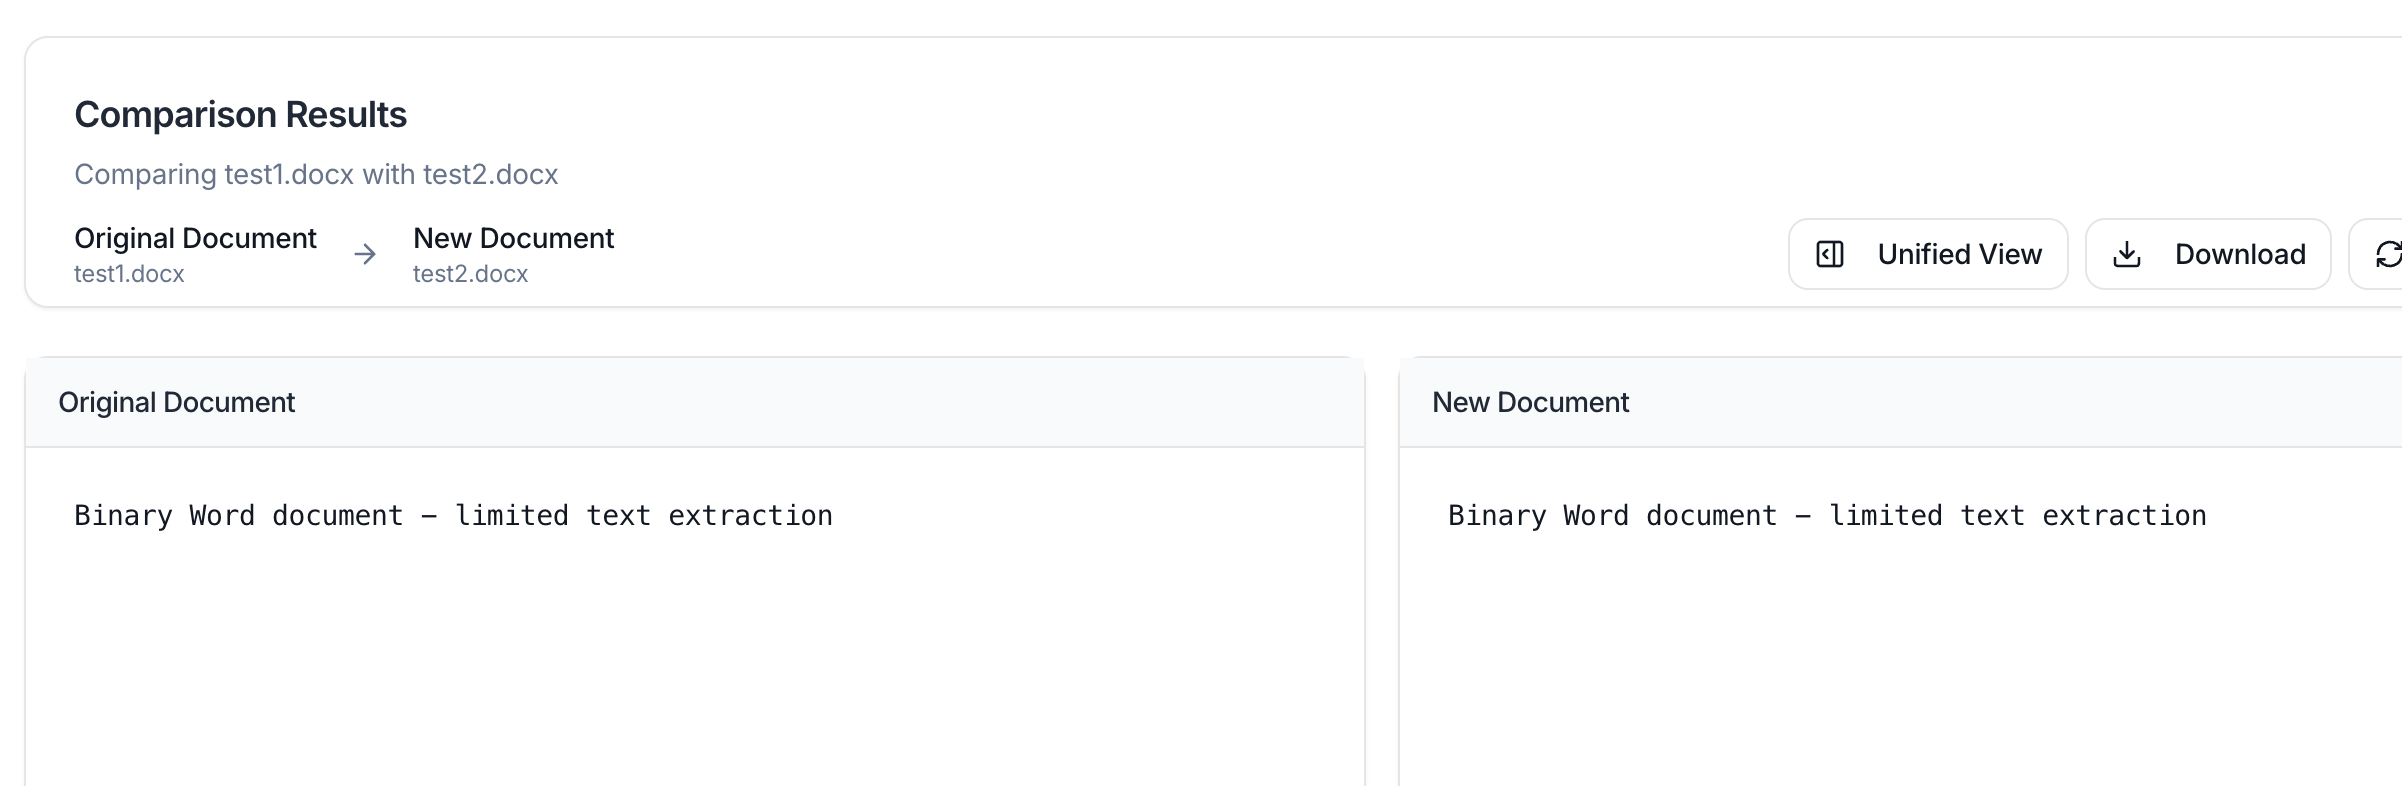 Comparison Results
Comparing test1.docx with test2.docx
Original Document
test1.docx
New Document
test2.docx
Unified View
Download
Original Document
New Document
Binary Word document – limited text extraction
Binary Word document – limited text extraction